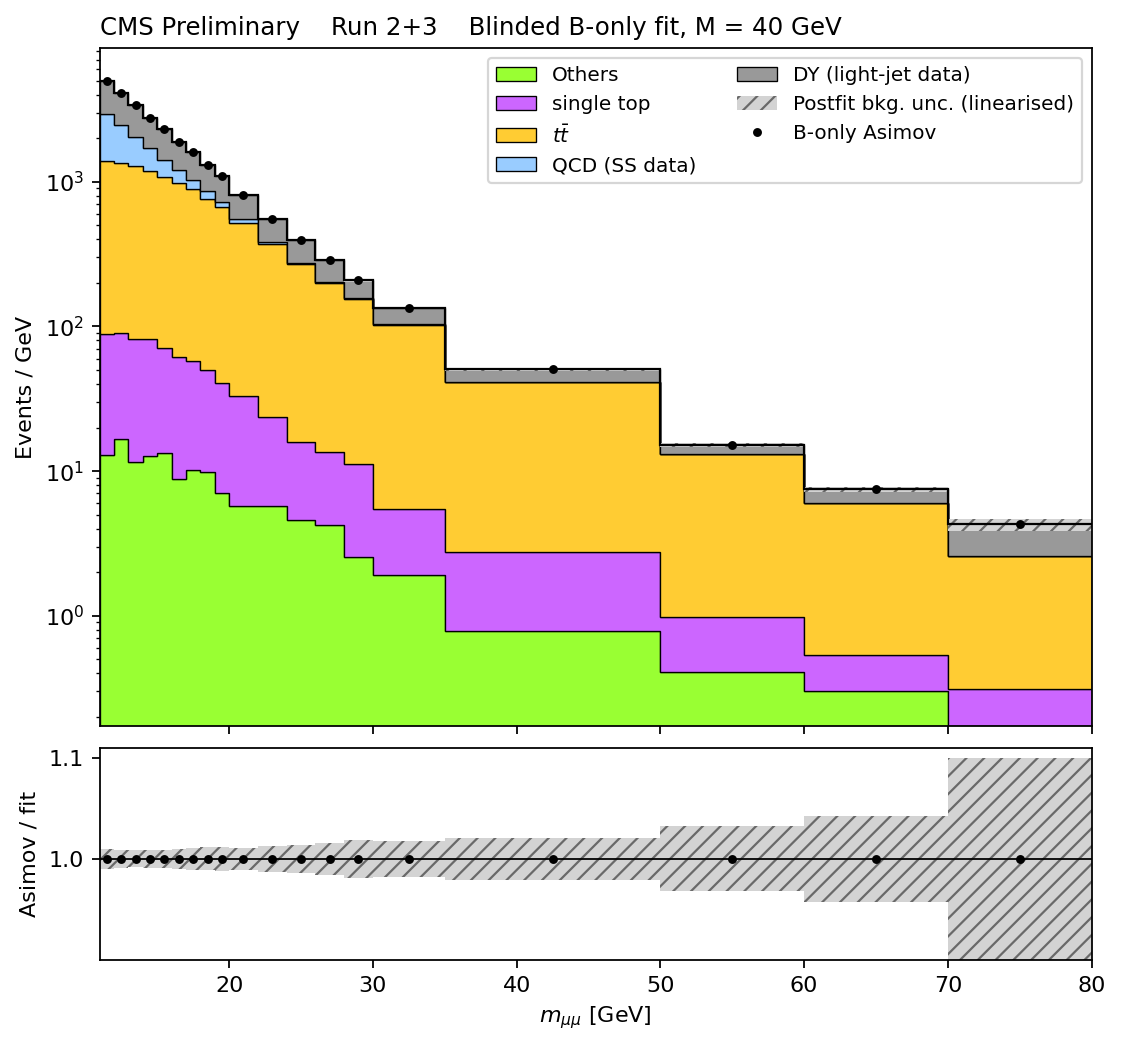 CMS Preliminary    Run 2+3    Blinded B-only fit, M = 40 GeV
Others
single top
tt̄
QCD (SS data)
DY (light-jet data)
Postfit bkg. unc. (linearised)
B-only Asimov
Events / GeV
10³
10²
10¹
10⁰
Asimov / fit
1.1
1.0
20 30 40 50 60 70 80
mμμ [GeV]